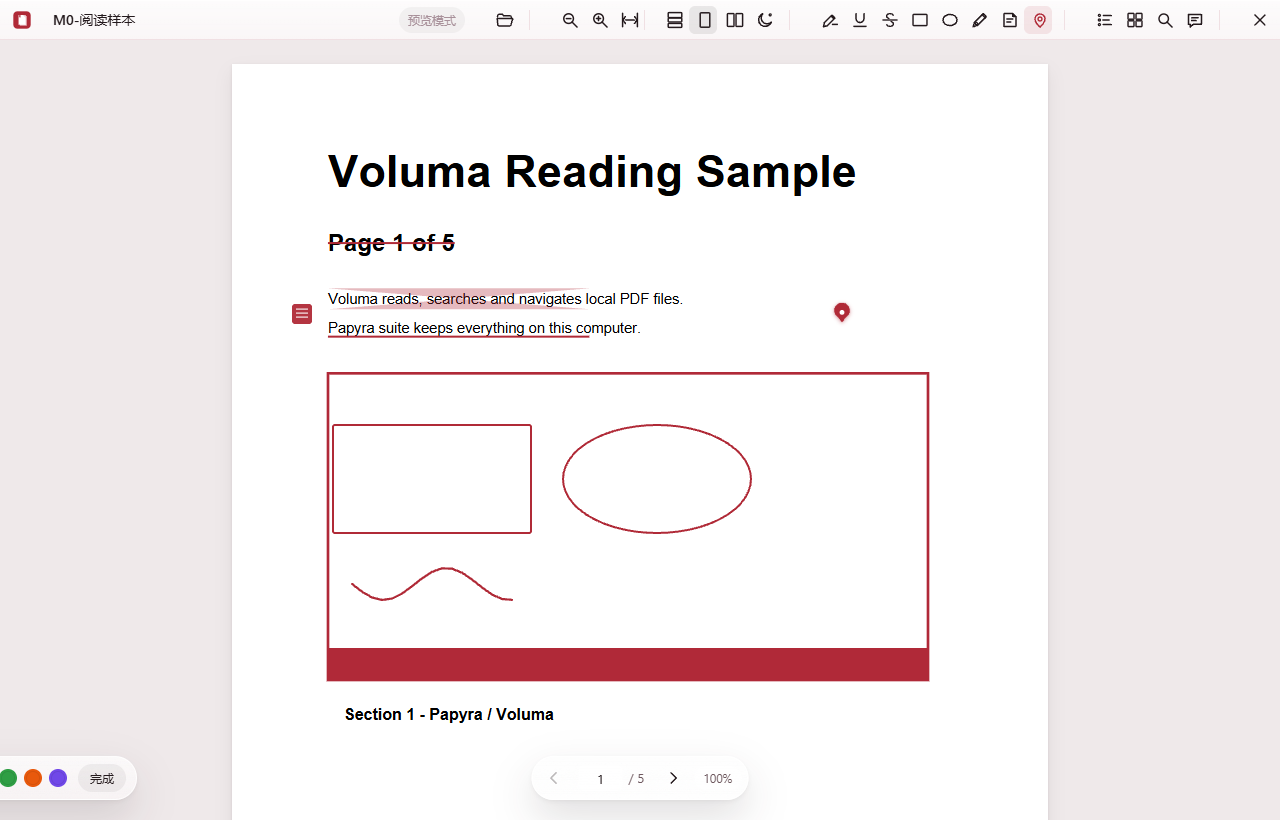 M0-阅读样本
预览模式
Voluma Reading Sample
Page 1 of 5
Voluma reads, searches and navigates local PDF files.
Papyra suite keeps everything on this computer.
Section 1 - Papyra / Voluma
完成
1 / 5 100%